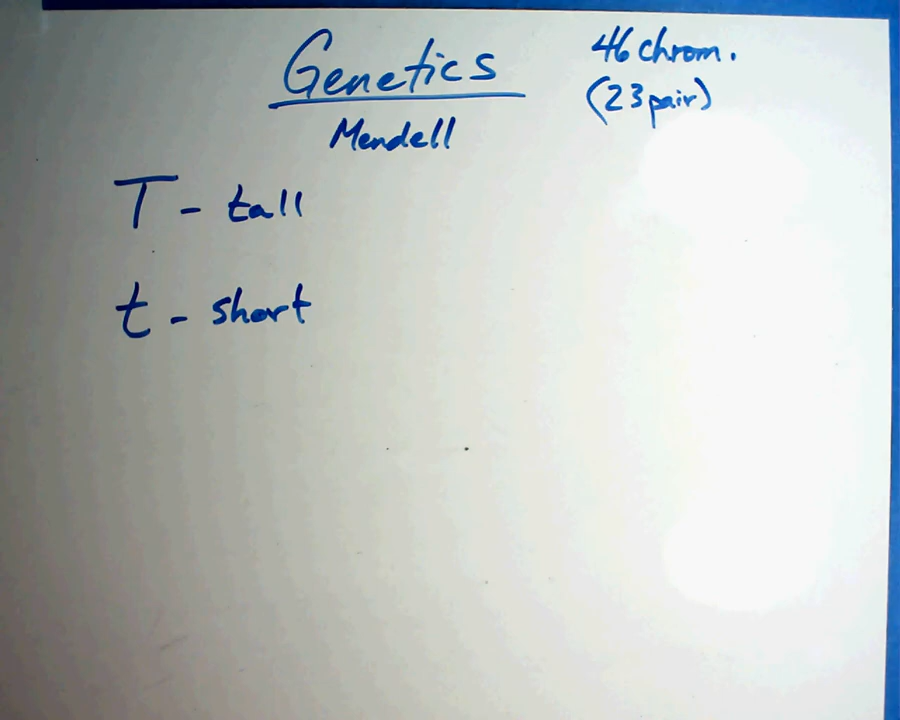 Genetics
46 chrom.
(23 pair)
Mendell
T - tall
t - short